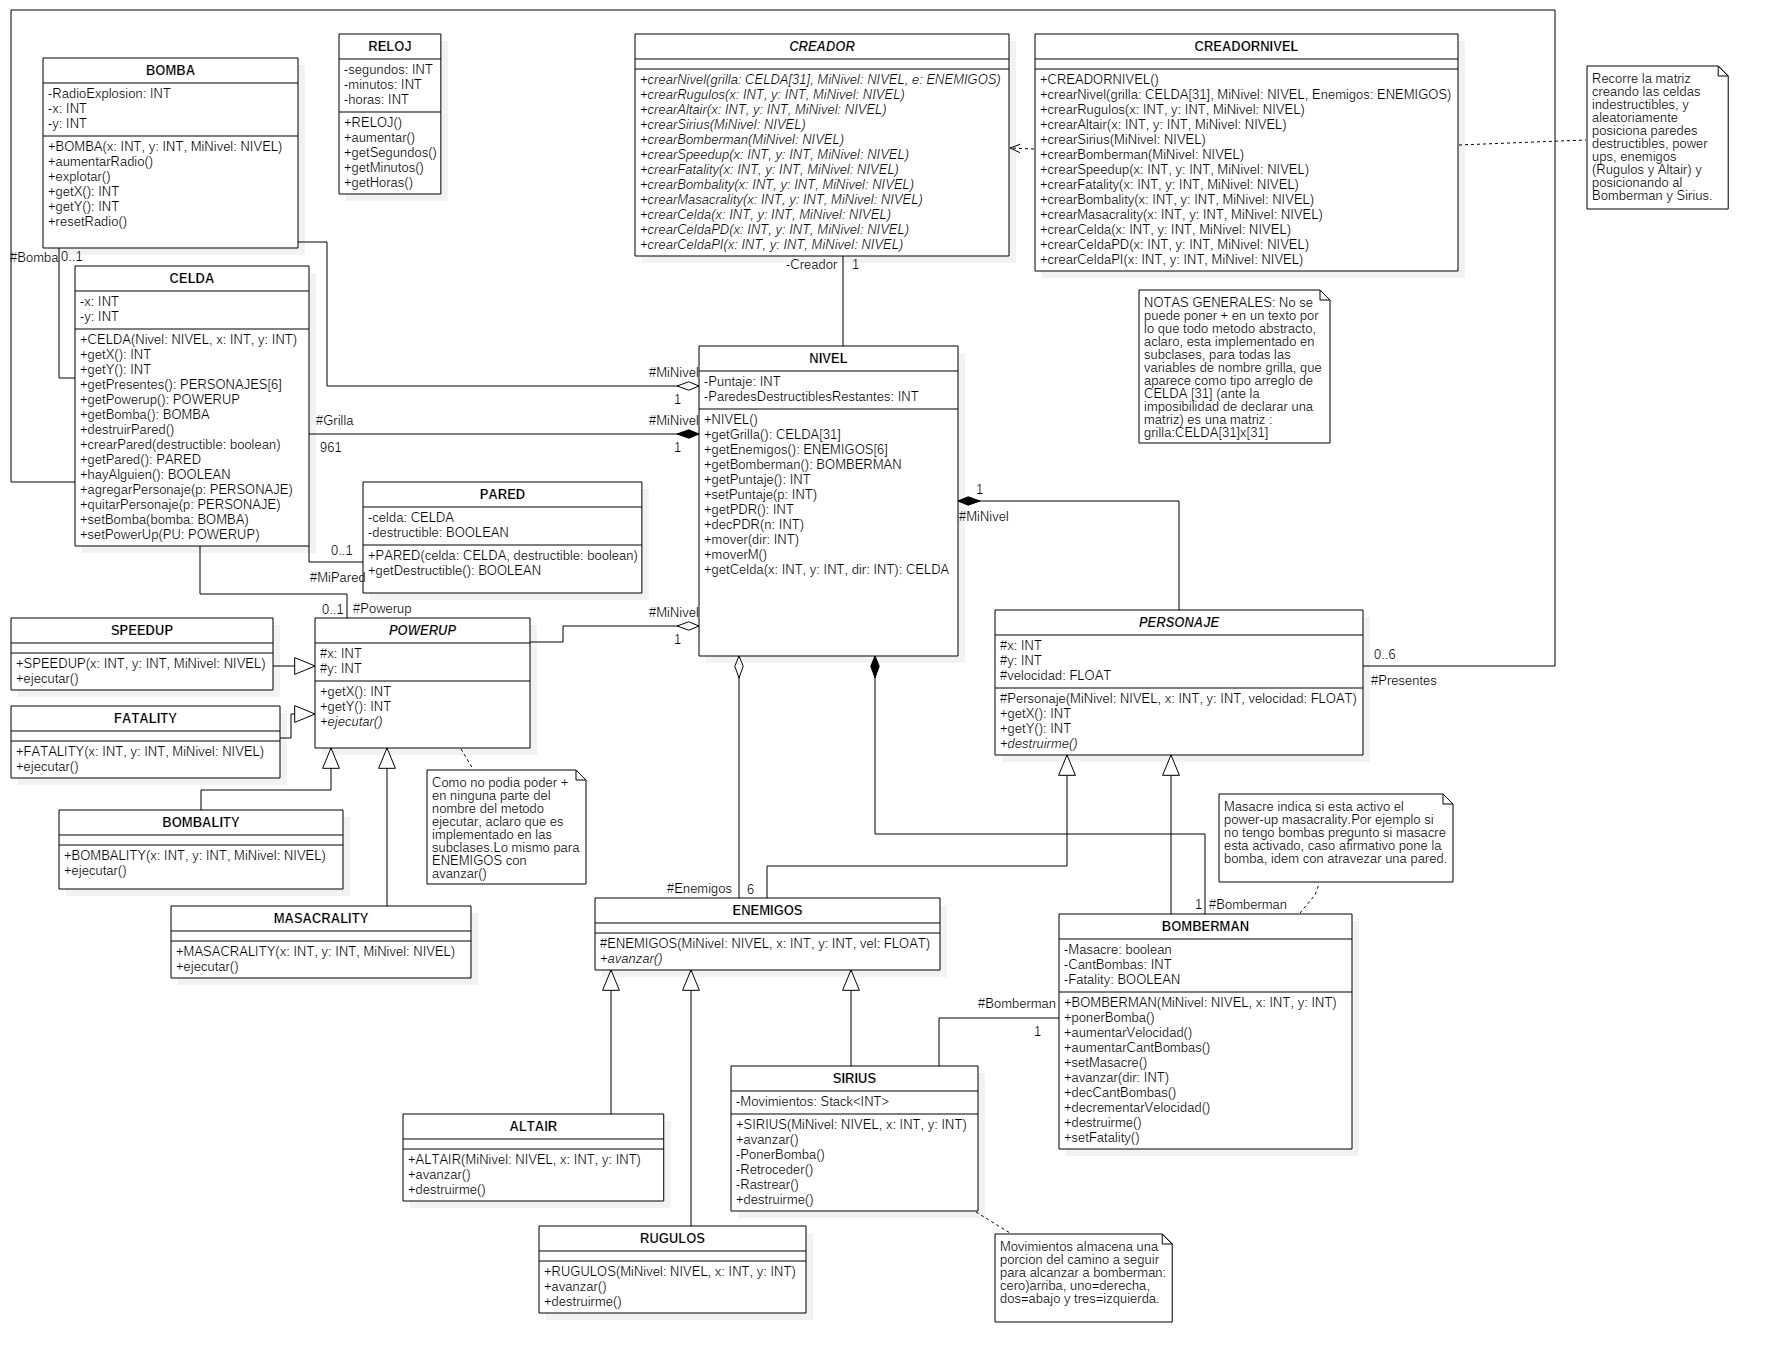 BOMBA
-RadioExplosion: INT
-x: INT
-y: INT
+BOMBA(x: INT, y: INT, MiNivel: NIVEL)
+aumentarRadio()
+explotar()
+getX(): INT
+getY(): INT
+resetRadio()
RELOJ
-segundos: INT
-minutos: INT
-horas: INT
+RELOJ()
+aumentar()
+getSegundos()
+getMinutos()
+getHoras()
CREADOR
+crearNivel(grilla: CELDA[31], MiNivel: NIVEL, e: ENEMIGOS)
+crearRugulos(x: INT, y: INT, MiNivel: NIVEL)
+crearAltair(x: INT, y: INT, MiNivel: NIVEL)
+crearSirius(MiNivel: NIVEL)
+crearBomberman(MiNivel: NIVEL)
+crearSpeedup(x: INT, y: INT, MiNivel: NIVEL)
+crearFatality(x: INT, y: INT, MiNivel: NIVEL)
+crearBombality(x: INT, y: INT, MiNivel: NIVEL)
+crearMasacrality(x: INT, y: INT, MiNivel: NIVEL)
+crearCelda(x: INT, y: INT, MiNivel: NIVEL)
+crearCeldaPD(x: INT, y: INT, MiNivel: NIVEL)
+crearCeldaPI(x: INT, y: INT, MiNivel: NIVEL)
CREADORNIVEL
+CREADORNIVEL()
+crearNivel(grilla: CELDA[31], MiNivel: NIVEL, Enemigos: ENEMIGOS)
+crearRugulos(x: INT, y: INT, MiNivel: NIVEL)
+crearAltair(x: INT, y: INT, MiNivel: NIVEL)
+crearSirius(MiNivel: NIVEL)
+crearBomberman(MiNivel: NIVEL)
+crearSpeedup(x: INT, y: INT, MiNivel: NIVEL)
+crearFatality(x: INT, y: INT, MiNivel: NIVEL)
+crearBombality(x: INT, y: INT, MiNivel: NIVEL)
+crearMasacrality(x: INT, y: INT, MiNivel: NIVEL)
+crearCelda(x: INT, y: INT, MiNivel: NIVEL)
+crearCeldaPD(x: INT, y: INT, MiNivel: NIVEL)
+crearCeldaPI(x: INT, y: INT, MiNivel: NIVEL)
Recorre la matriz
creando las celdas
indestructibles, y
aleatoriamente
posiciona paredes
destructibles, power
ups, enemigos
(Rugulos y Altair) y
posicionando al
Bomberman y Sirius.
#Bomba
0..1
-Creador
1
CELDA
-x: INT
-y: INT
+CELDA(Nivel: NIVEL, x: INT, y: INT)
+getX(): INT
+getY(): INT
+getPresentes(): PERSONAJES[6]
+getPowerup(): POWERUP
+getBomba(): BOMBA
+destruirPared()
+crearPared(destructible: boolean)
+getPared(): PARED
+hayAlguien(): BOOLEAN
+agregarPersonaje(p: PERSONAJE)
+quitarPersonaje(p: PERSONAJE)
+setBomba(bomba: BOMBA)
+setPowerUp(PU: POWERUP)
NOTAS GENERALES: No se
puede poner + en un texto por
lo que todo metodo abstracto,
aclaro, esta implementado en
subclases, para todas las
variables de nombre grilla, que
aparece como tipo arreglo de
CELDA [31] (ante la
imposibilidad de declarar una
matriz) es una matriz :
grilla:CELDA[31]x[31]
#MiNivel
1
#Grilla
961
#MiNivel
1
NIVEL
-Puntaje: INT
-ParedesDestructiblesRestantes: INT
+NIVEL()
+getGrilla(): CELDA[31]
+getEnemigos(): ENEMIGOS[6]
+getBomberman(): BOMBERMAN
+getPuntaje(): INT
+setPuntaje(p: INT)
+getPDR(): INT
+decPDR(n: INT)
+mover(dir: INT)
+moverM()
+getCelda(x: INT, y: INT, dir: INT): CELDA
1
#MiNivel
PARED
-celda: CELDA
-destructible: BOOLEAN
+PARED(celda: CELDA, destructible: boolean)
+getDestructible(): BOOLEAN
0..1
#MiPared
0..1
#Powerup
#MiNivel
1
SPEEDUP
+SPEEDUP(x: INT, y: INT, MiNivel: NIVEL)
+ejecutar()
POWERUP
#x: INT
#y: INT
+getX(): INT
+getY(): INT
+ejecutar()
PERSONAJE
#x: INT
#y: INT
#velocidad: FLOAT
#Personaje(MiNivel: NIVEL, x: INT, y: INT, velocidad: FLOAT)
+getX(): INT
+getY(): INT
+destruirme()
0..6
#Presentes
FATALITY
+FATALITY(x: INT, y: INT, MiNivel: NIVEL)
+ejecutar()
Como no podia poder +
en ninguna parte del
nombre del metodo
ejecutar, aclaro que es
implementado en las
subclases.Lo mismo para
ENEMIGOS con
avanzar()
BOMBALITY
+BOMBALITY(x: INT, y: INT, MiNivel: NIVEL)
+ejecutar()
Masacre indica si esta activo el
power-up masacrality.Por ejemplo si
no tengo bombas pregunto si masacre
esta activado, caso afirmativo pone la
bomba, idem con atravezar una pared.
MASACRALITY
+MASACRALITY(x: INT, y: INT, MiNivel: NIVEL)
+ejecutar()
#Enemigos
6
1
#Bomberman
ENEMIGOS
#ENEMIGOS(MiNivel: NIVEL, x: INT, y: INT, vel: FLOAT)
+avanzar()
BOMBERMAN
-Masacre: boolean
-CantBombas: INT
-Fatality: BOOLEAN
+BOMBERMAN(MiNivel: NIVEL, x: INT, y: INT)
+ponerBomba()
+aumentarVelocidad()
+aumentarCantBombas()
+setMasacre()
+avanzar(dir: INT)
+decCantBombas()
+decrementarVelocidad()
+destruirme()
+setFatality()
#Bomberman
1
SIRIUS
-Movimientos: Stack<INT>
+SIRIUS(MiNivel: NIVEL, x: INT, y: INT)
+avanzar()
-PonerBomba()
-Retroceder()
-Rastrear()
+destruirme()
ALTAIR
+ALTAIR(MiNivel: NIVEL, x: INT, y: INT)
+avanzar()
+destruirme()
RUGULOS
+RUGULOS(MiNivel: NIVEL, x: INT, y: INT)
+avanzar()
+destruirme()
Movimientos almacena una
porcion del camino a seguir
para alcanzar a bomberman:
cero)arriba, uno=derecha,
dos=abajo y tres=izquierda.